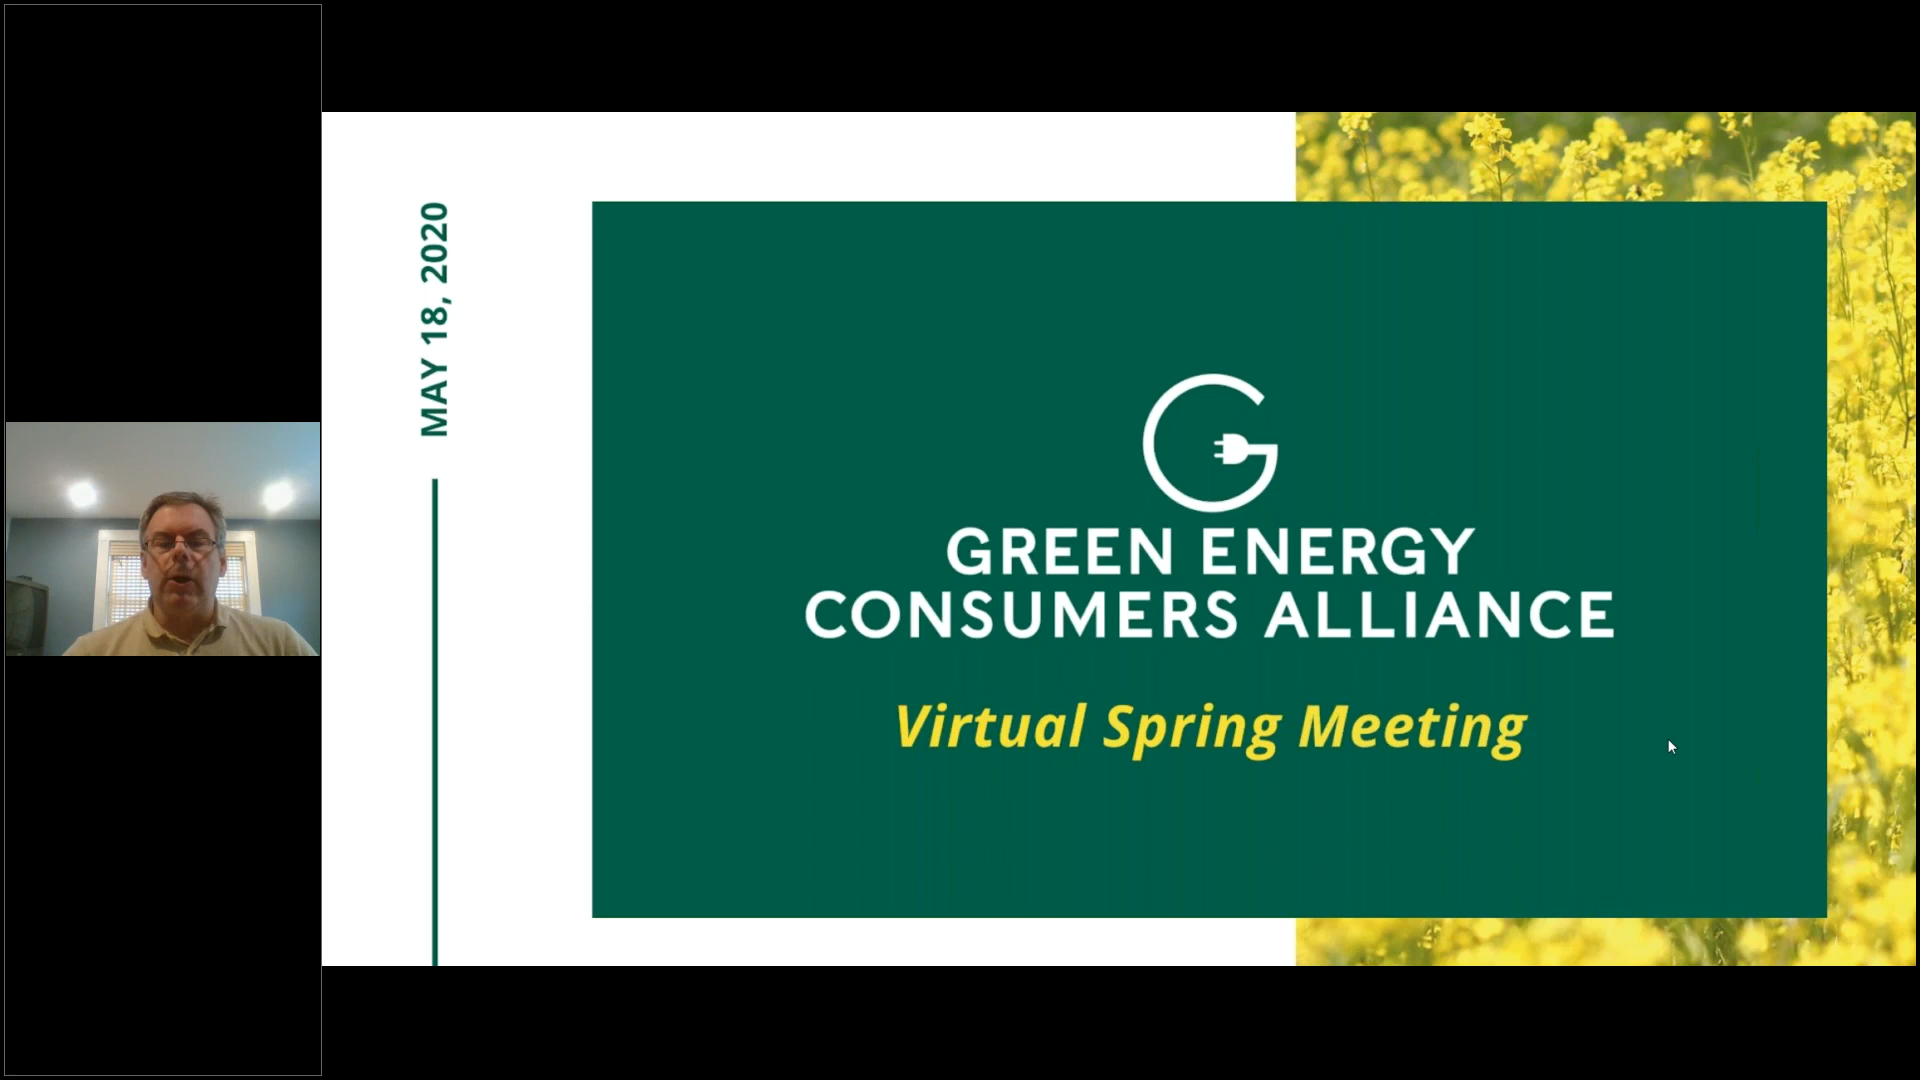 MAY 18, 2020
GREEN ENERGY
CONSUMERS ALLIANCE
Virtual Spring Meeting